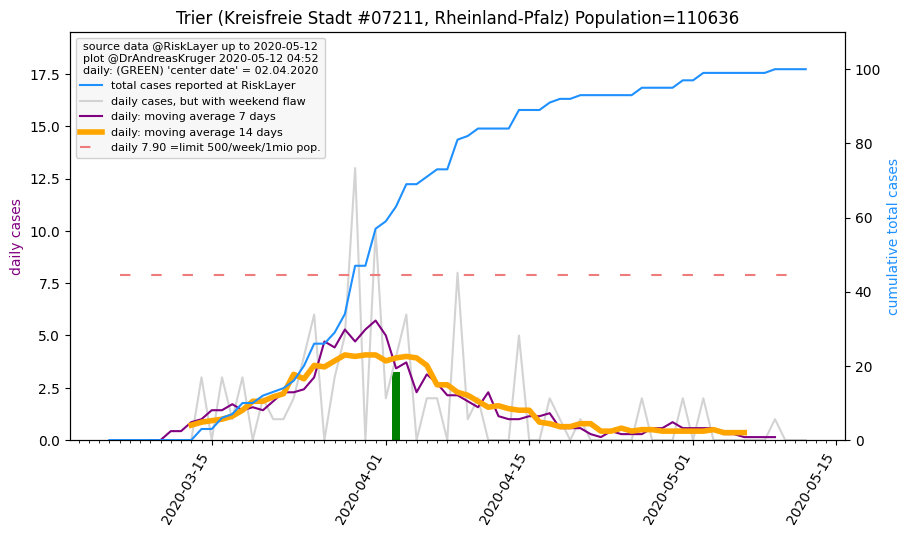 Trier (Kreisfreie Stadt #07211, Rheinland-Pfalz) Population=110636
source data @RiskLayer up to 2020-05-12
plot @DrAndreasKruger 2020-05-12 04:52
daily: (GREEN) 'center date' = 02.04.2020
total cases reported at RiskLayer
daily cases, but with weekend flaw
daily: moving average 7 days
daily: moving average 14 days
daily 7.90 =limit 500/week/1mio pop.
daily cases
17.5
15.0
12.5
10.0
7.5
5.0
2.5
0.0
100
80
60
40
20
0
cumulative total cases
2020-03-15
2020-04-01
2020-04-15
2020-05-01
2020-05-15